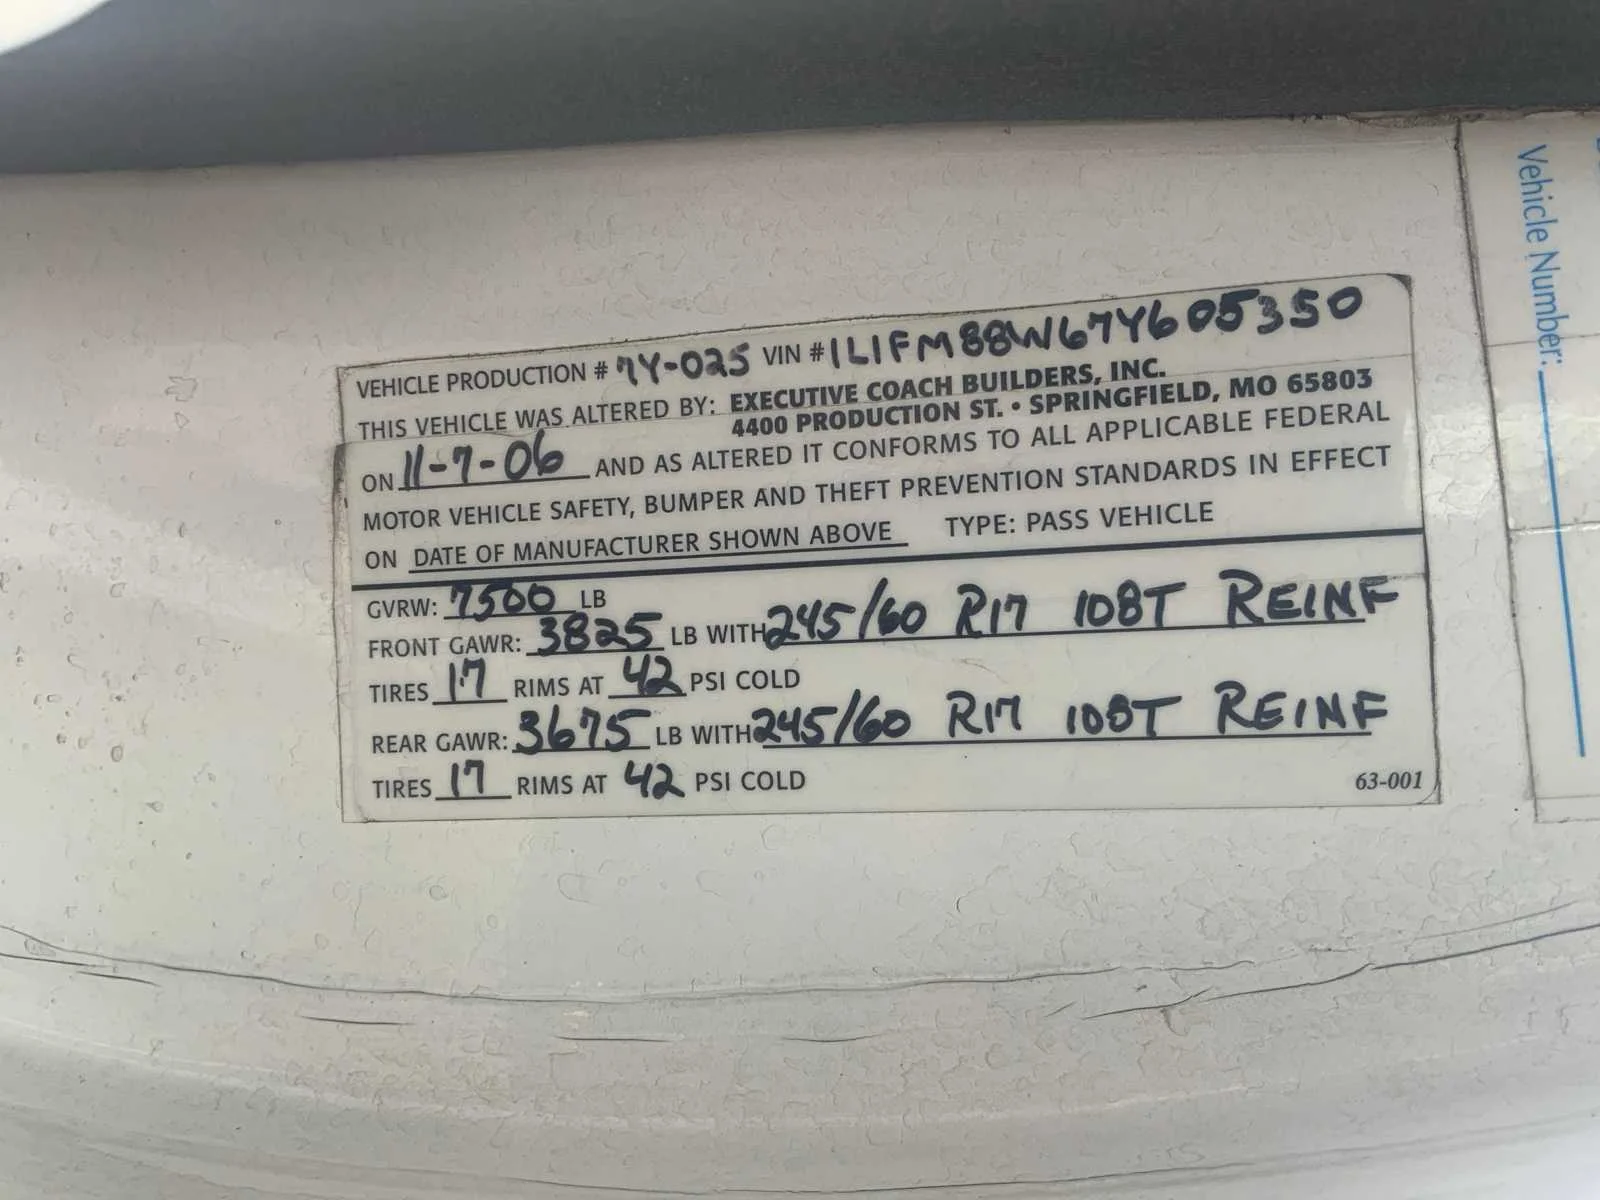 VEHICLE PRODUCTION # 7Y-025 VIN # 1L1FM88W67Y605350
THIS VEHICLE WAS ALTERED BY: EXECUTIVE COACH BUILDERS, INC.
4400 PRODUCTION ST. • SPRINGFIELD, MO 65803
ON 11-7-06 AND AS ALTERED IT CONFORMS TO ALL APPLICABLE FEDERAL
MOTOR VEHICLE SAFETY, BUMPER AND THEFT PREVENTION STANDARDS IN EFFECT
ON DATE OF MANUFACTURER SHOWN ABOVE TYPE: PASS VEHICLE
GVRW: 7500 LB
FRONT GAWR: 3825 LB WITH 245/60 R17 108T REINF
TIRES 17 RIMS AT 42 PSI COLD
REAR GAWR: 3675 LB WITH 245/60 R17 108T REINF
TIRES 17 RIMS AT 42 PSI COLD
63-001
Vehicle Number: